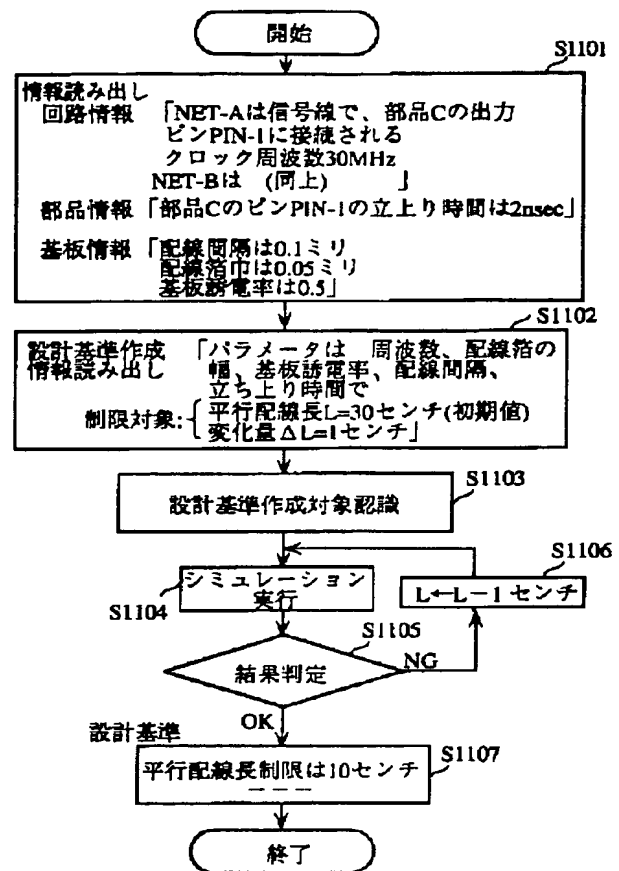 開始
S1101
情報読み出し
回路情報 「NET-Aは信号線で、部品Cの出力
ピンPIN-1に接続される
クロック周波数30MHz
NET-Bは (同上) 」
部品情報「部品CのピンPIN-1の立上り時間は2nsec」
基板情報「配線間隔は0.1ミリ
配線箔巾は0.05ミリ
基板誘電率は0.5」
S1102
設計基準作成 「パラメータは 周波数、配線箔の
情報読み出し 幅、基板誘電率、配線間隔、
立ち上り時間で
制限対象:{平行配線長L=30センチ(初期値)
変化量ΔL=1センチ」
S1103
設計基準作成対象認識
S1106
シミュレーション
実行
S1104
L←L-1センチ
S1105
結果判定
NG
OK
設計基準
S1107
平行配線長制限は10センチ
ーーー
終了